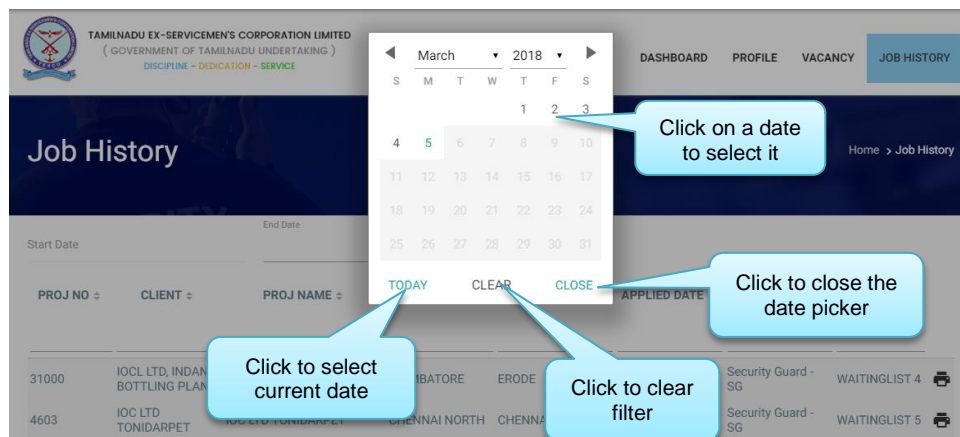 TAMILNADU EX-SERVICEMEN'S CORPORATION LIMITED
( GOVERNMENT OF TAMILNADU UNDERTAKING )
DISCIPLINE - DEDICATION - SERVICE
DASHBOARD PROFILE VACANCY JOB HISTORY
Job History
Home > Job History
March 2018
S M T W T F S
1 2 3
4 5 6 7 8 9 10
11 12 13 14 15 16 17
18 19 20 21 22 23 24
25 26 27 28 29 30 31
TODAY CLEAR CLOSE
Click on a date
to select it
Click to close the
date picker
Click to select
current date
Click to clear
filter
Start Date
End Date
PROJ NO CLIENT PROJ NAME APPLIED DATE
31000 IOCL LTD, INDAN
BOTTLING PLAN
ERODE
Security Guard -
SG
WAITINGLIST 4
4603 IOC LTD
TONIDARPET
IOC LTD TONIDARPET
CHENNAI NORTH
CHENNA
Security Guard -
SG
WAITINGLIST 5